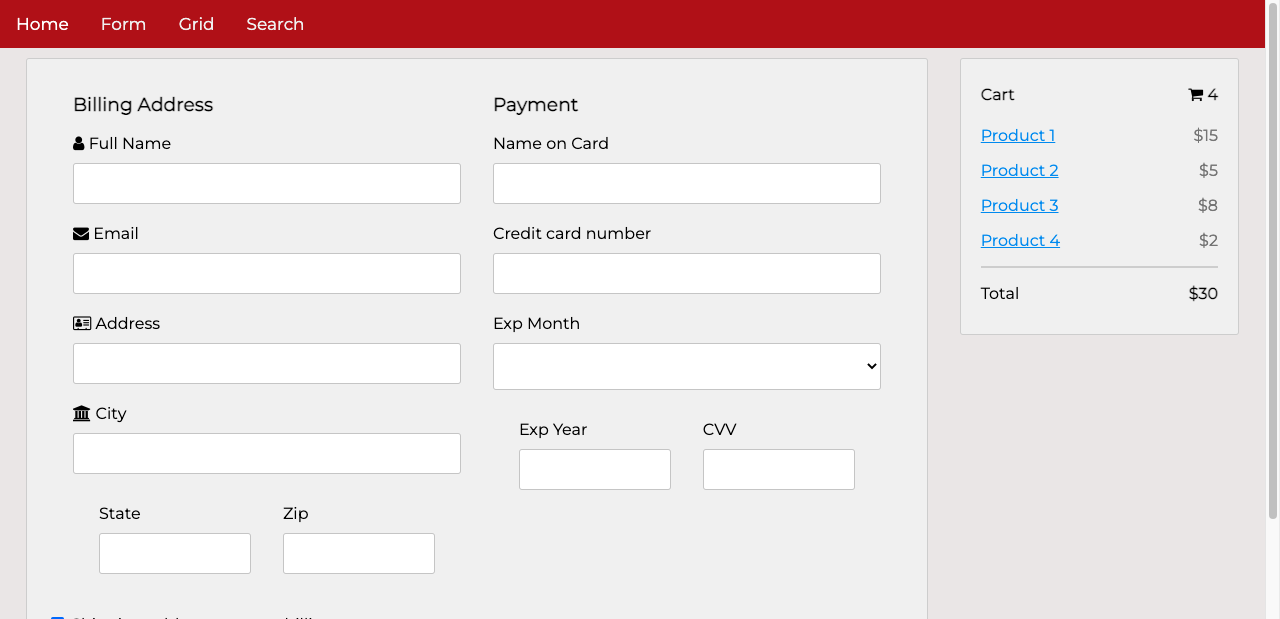 Home Form Grid Search
Billing Address
Full Name
Email
Address
City
State Zip
Payment
Name on Card
Credit card number
Exp Month
Exp Year CVV
Cart 4
Product 1 $15
Product 2 $5
Product 3 $8
Product 4 $2
Total $30